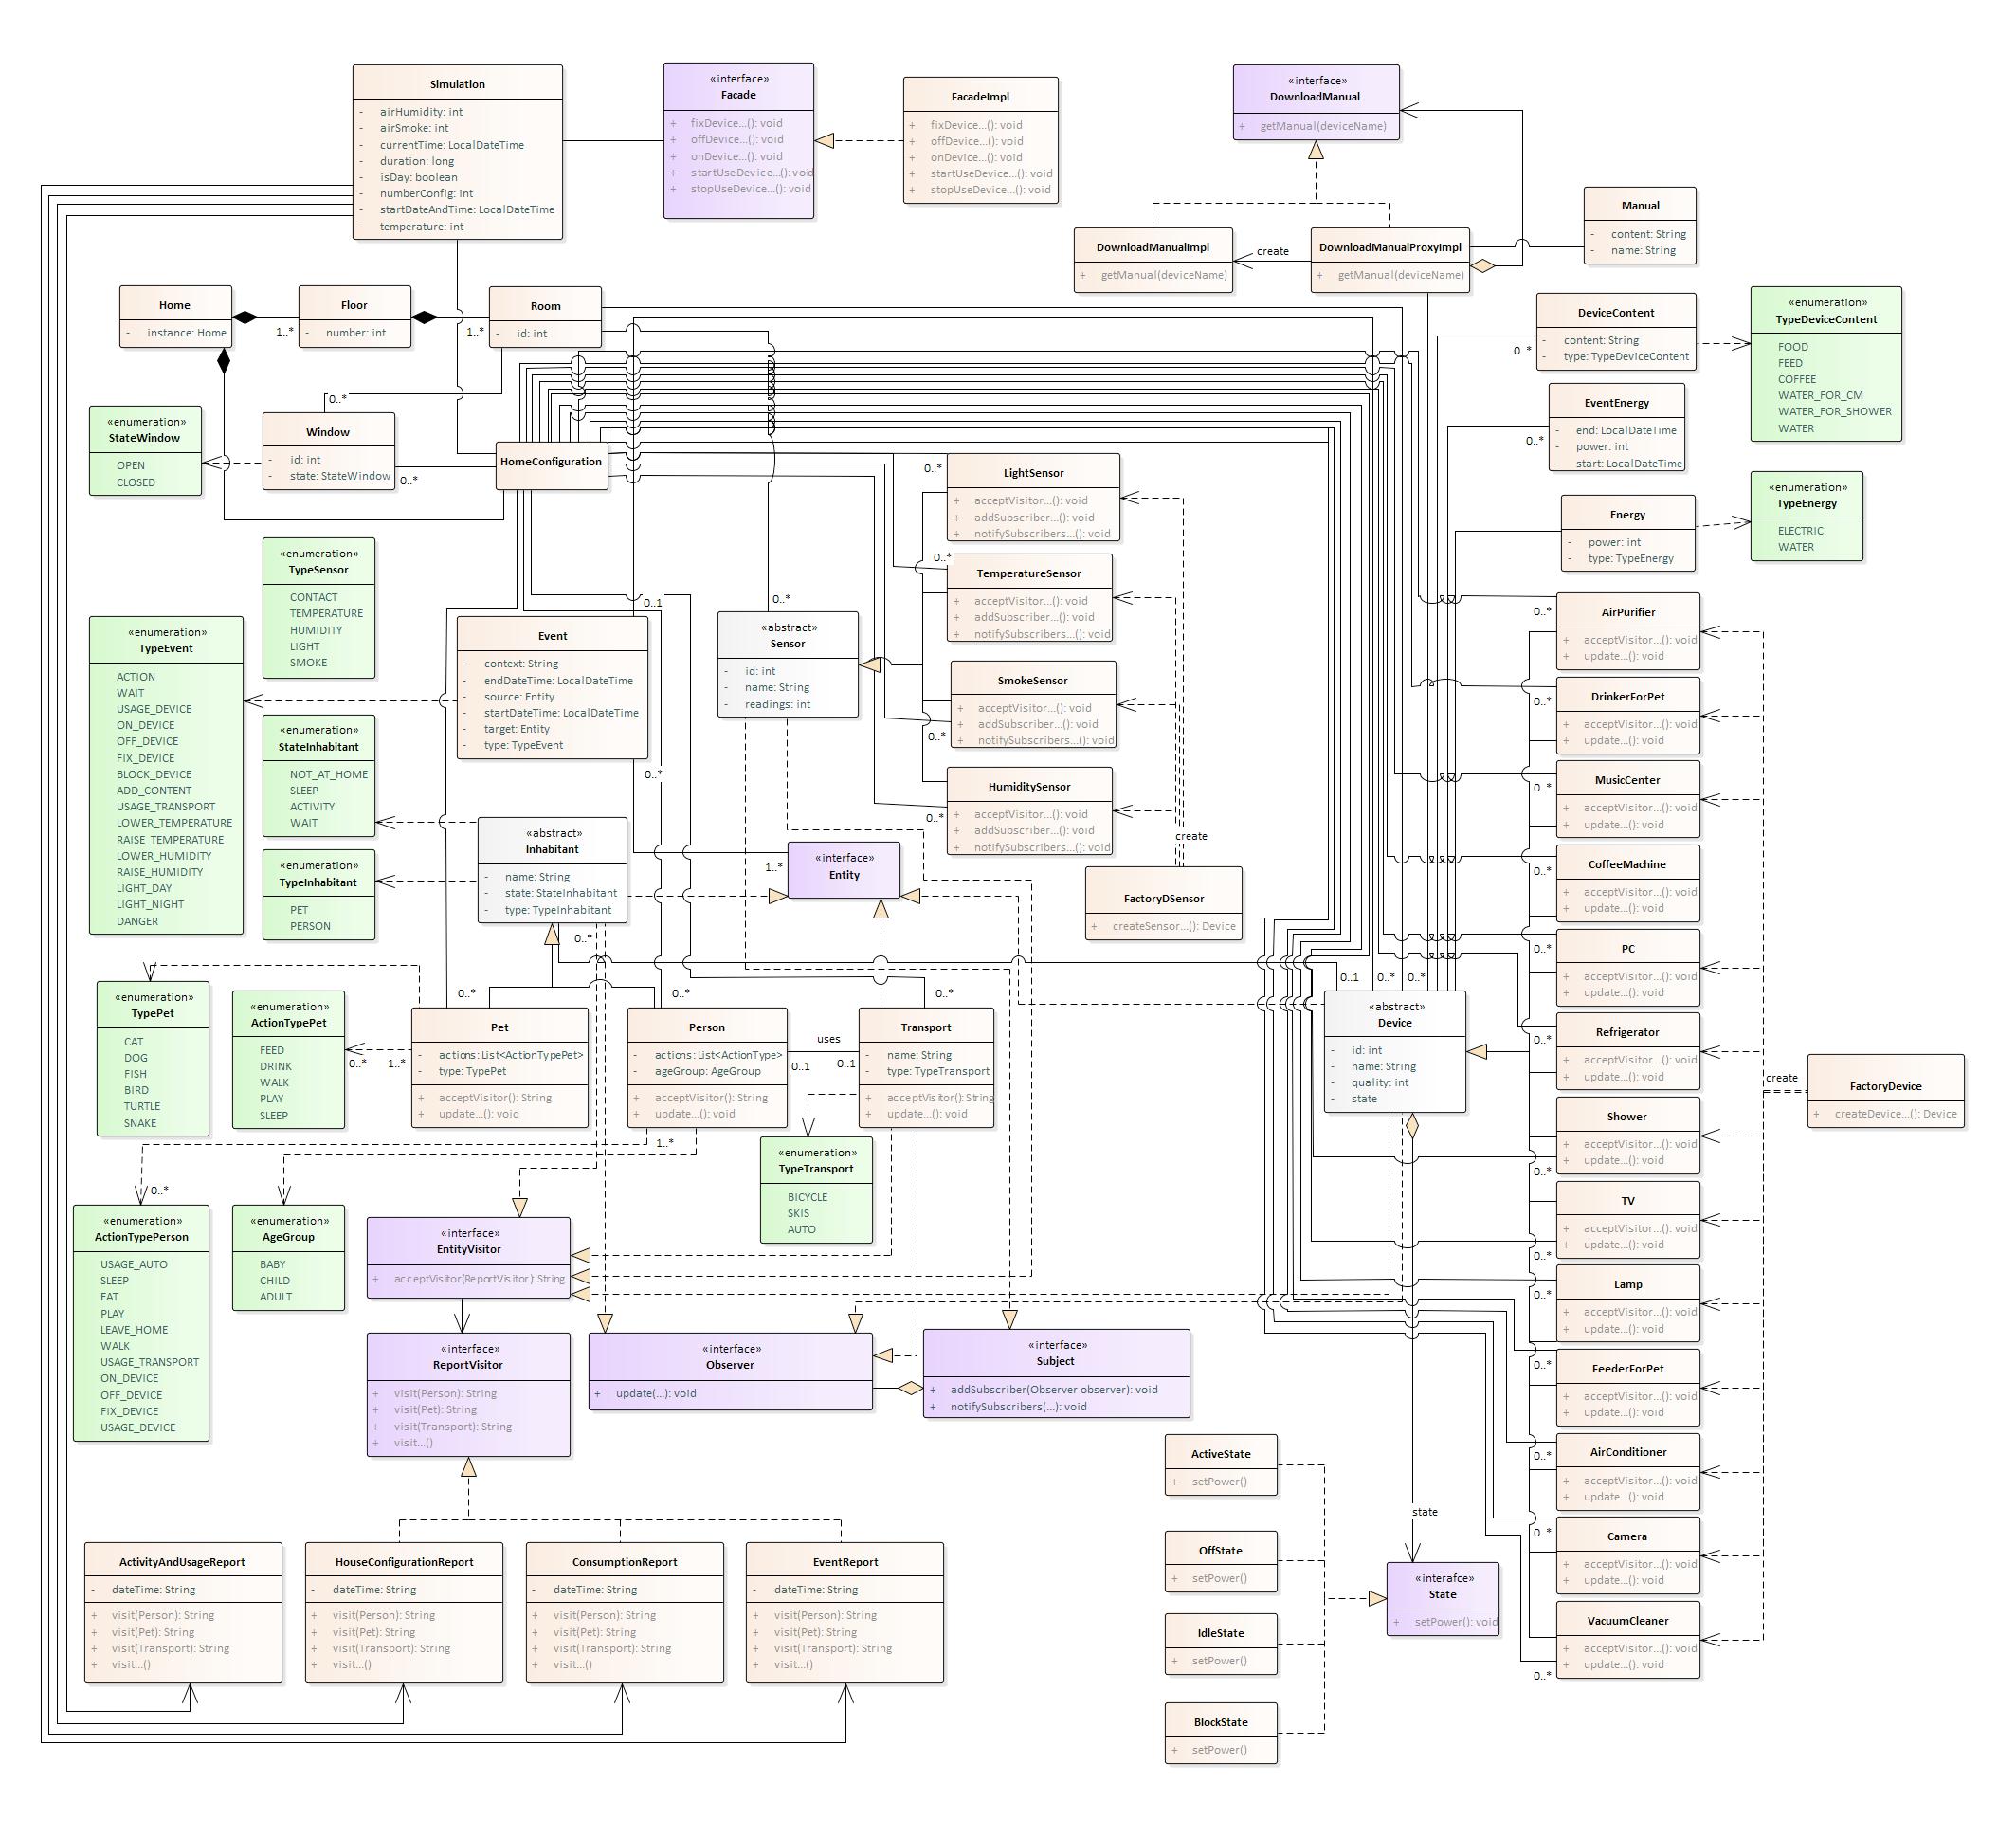 Simulation
- airHumidity: int
- airSmoke: int
- currentTime: LocalDateTime
- duration: long
- isDay: boolean
- numberConfig: int
- startDateAndTime: LocalDateTime
- temperature: int
«interface»
Facade
+ fixDevice...(): void
+ offDevice...(): void
+ onDevice...(): void
+ startUseDevice...(): void
+ stopUseDevice...(): void
FacadeImpl
+ fixDevice...(): void
+ offDevice...(): void
+ onDevice...(): void
+ startUseDevice...(): void
+ stopUseDevice...(): void
«interface»
DownloadManual
+ getManual(deviceName)
DownloadManualImpl
+ getManual(deviceName)
create
DownloadManualProxyImpl
+ getManual(deviceName)
Manual
- content: String
- name: String
Home
- instance: Home
1..*
Floor
- number: int
1..*
Room
- id: int
DeviceContent
- content: String
- type: TypeDeviceContent
0..*
«enumeration»
TypeDeviceContent
FOOD
FEED
COFFEE
WATER_FOR_CM
WATER_FOR_SHOWER
WATER
EventEnergy
- end: LocalDateTime
- power: int
- start: LocalDateTime
0..*
Energy
- power: int
- type: TypeEnergy
«enumeration»
TypeEnergy
ELECTRIC
WATER
«enumeration»
StateWindow
OPEN
CLOSED
0..*
Window
- id: int
- state: StateWindow
0..*
HomeConfiguration
0..*
LightSensor
+ acceptVisitor...(): void
+ addSubscriber...(): void
+ notifySubscribers...(): void
0..*
TemperatureSensor
+ acceptVisitor...(): void
+ addSubscriber...(): void
+ notifySubscribers...(): void
SmokeSensor
+ acceptVisitor...(): void
+ addSubscriber...(): void
+ notifySubscribers...(): void
0..*
HumiditySensor
+ acceptVisitor...(): void
+ addSubscriber...(): void
+ notifySubscribers...(): void
0..*
create
FactoryDSensor
+ createSensor...(): Device
«enumeration»
TypeSensor
CONTACT
TEMPERATURE
HUMIDITY
LIGHT
SMOKE
«enumeration»
TypeEvent
ACTION
WAIT
USAGE_DEVICE
ON_DEVICE
OFF_DEVICE
FIX_DEVICE
BLOCK_DEVICE
ADD_CONTENT
USAGE_TRANSPORT
LOWER_TEMPERATURE
RAISE_TEMPERATURE
LOWER_HUMIDITY
RAISE_HUMIDITY
LIGHT_DAY
LIGHT_NIGHT
DANGER
«enumeration»
StateInhabitant
NOT_AT_HOME
SLEEP
ACTIVITY
WAIT
«enumeration»
TypeInhabitant
PET
PERSON
0..1
Event
- context: String
- endDateTime: LocalDateTime
- source: Entity
- startDateTime: LocalDateTime
- target: Entity
- type: TypeEvent
0..*
0..*
«abstract»
Sensor
- id: int
- name: String
- readings: int
«abstract»
Inhabitant
- name: String
- state: StateInhabitant
- type: TypeInhabitant
0..*
1..*
«interface»
Entity
«enumeration»
TypePet
CAT
DOG
FISH
BIRD
TURTLE
SNAKE
«enumeration»
ActionTypePet
FEED
DRINK
WALK
PLAY
SLEEP
0..*
1..*
0..*
Pet
- actions: List<ActionTypePet>
- type: TypePet
+ acceptVisitor(): String
+ update...(): void
0..*
Person
- actions: List<ActionType>
- ageGroup: AgeGroup
+ acceptVisitor(): String
+ update...(): void
1..*
uses
0..1
0..1
0..*
Transport
- name: String
- type: TypeTransport
+ acceptVisitor(): String
+ update...(): void
«enumeration»
TypeTransport
BICYCLE
SKIS
AUTO
0..1
0..*
0..*
«abstract»
Device
- id: int
- name: String
- quality: int
- state
0..*
AirPurifier
+ acceptVisitor...(): void
+ update...(): void
0..*
DrinkerForPet
+ acceptVisitor...(): void
+ update...(): void
0..*
MusicCenter
+ acceptVisitor...(): void
+ update...(): void
0..*
CoffeeMachine
+ acceptVisitor...(): void
+ update...(): void
0..*
PC
+ acceptVisitor...(): void
+ update...(): void
0..*
Refrigerator
+ acceptVisitor...(): void
+ update...(): void
Shower
+ acceptVisitor...(): void
+ update...(): void
0..*
TV
+ acceptVisitor...(): void
+ update...(): void
0..*
Lamp
+ acceptVisitor...(): void
+ update...(): void
0..*
FeederForPet
+ acceptVisitor...(): void
+ update...(): void
0..*
AirConditioner
+ acceptVisitor...(): void
+ update...(): void
0..*
Camera
+ acceptVisitor...(): void
+ update...(): void
0..*
VacuumCleaner
+ acceptVisitor...(): void
+ update...(): void
0..*
create
FactoryDevice
+ createDevice...(): Device
0..*
«enumeration»
ActionTypePerson
USAGE_AUTO
SLEEP
EAT
PLAY
LEAVE_HOME
WALK
USAGE_TRANSPORT
ON_DEVICE
OFF_DEVICE
FIX_DEVICE
USAGE_DEVICE
«enumeration»
AgeGroup
BABY
CHILD
ADULT
«interface»
EntityVisitor
+ acceptVisitor(ReportVisitor): String
«interface»
ReportVisitor
+ visit(Person): String
+ visit(Pet): String
+ visit(Transport): String
+ visit...()
«interface»
Observer
+ update(...): void
«interface»
Subject
+ addSubscriber(Observer observer): void
+ notifySubscribers(...): void
ActivityAndUsageReport
- dateTime: String
+ visit(Person): String
+ visit(Pet): String
+ visit(Transport): String
+ visit...()
HouseConfigurationReport
- dateTime: String
+ visit(Person): String
+ visit(Pet): String
+ visit(Transport): String
+ visit...()
ConsumptionReport
- dateTime: String
+ visit(Person): String
+ visit(Pet): String
+ visit(Transport): String
+ visit...()
EventReport
- dateTime: String
+ visit(Person): String
+ visit(Pet): String
+ visit(Transport): String
+ visit...()
ActiveState
+ setPower()
OffState
+ setPower()
IdleState
+ setPower()
BlockState
+ setPower()
state
«interafce»
State
+ setPower(): void